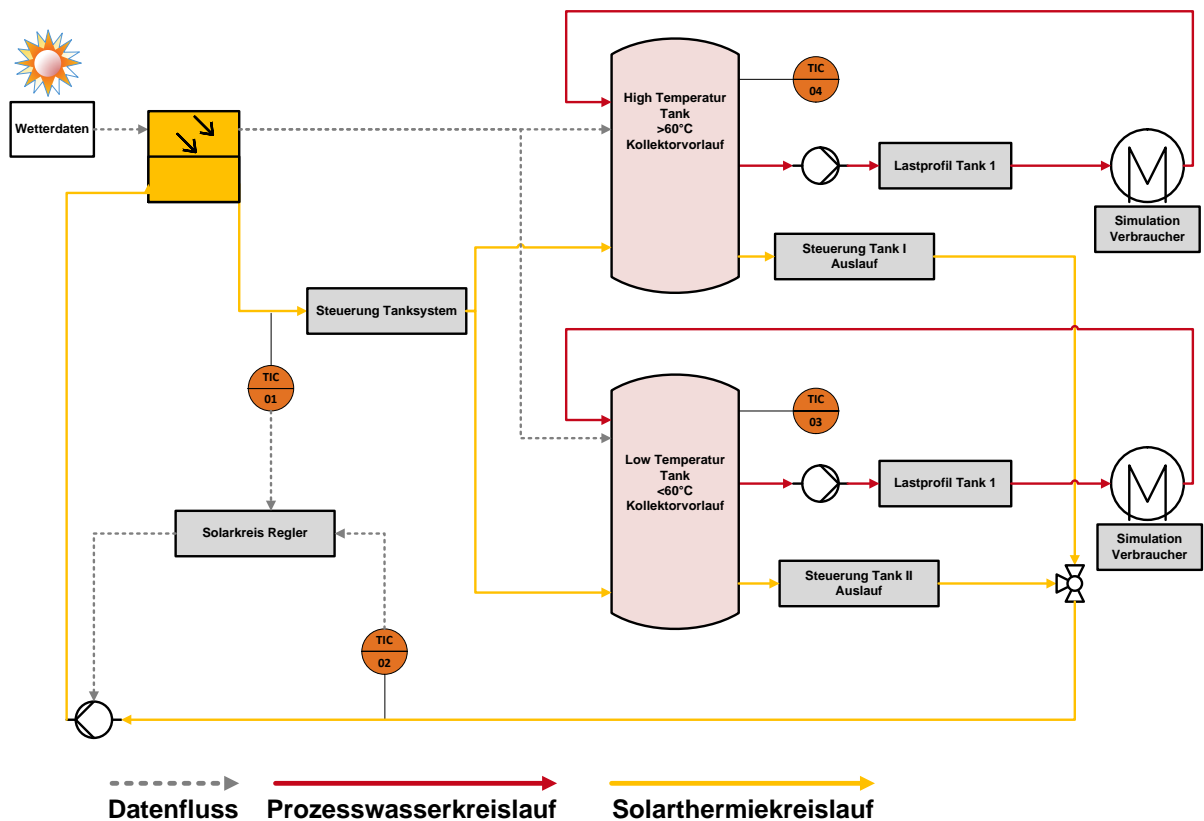 Wetterdaten
High Temperatur
Tank
>60°C
Kollektorvorlauf
TIC
04
Lastprofil Tank 1
Simulation
Verbraucher
Steuerung Tank I
Auslauf
Steuerung Tanksystem
TIC
01
Low Temperatur
Tank
<60°C
Kollektorvorlauf
TIC
03
Lastprofil Tank 1
Simulation
Verbraucher
Solarkreis Regler
Steuerung Tank II
Auslauf
TIC
02
Datenfluss
Prozesswasserkreislauf
Solarthermiekreislauf